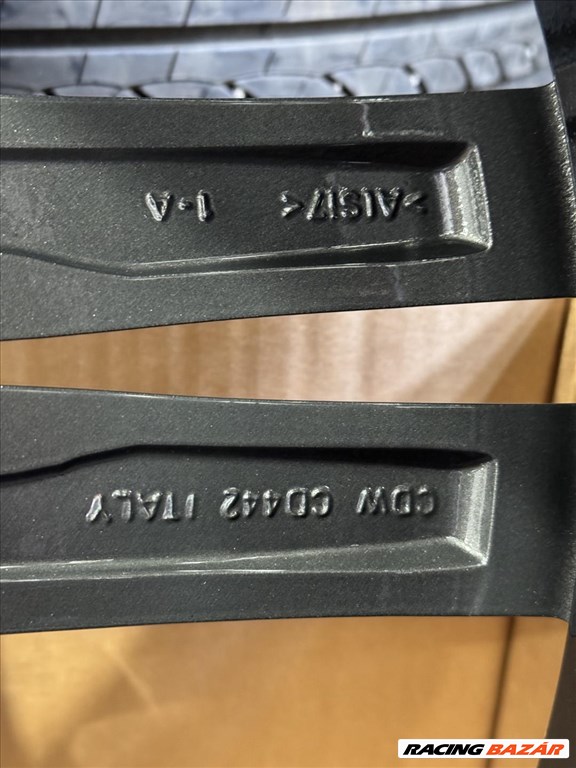 >AlSi7< 1•A
CDW CD442 ITALY
RACING BAZÁR